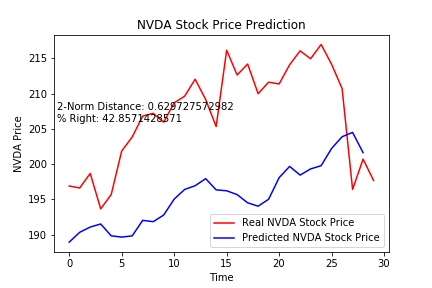 NVDA Stock Price Prediction
NVDA Price
215
210
205
200
195
190
2-Norm Distance: 0.629727572982
% Right: 42.8571428571
Real NVDA Stock Price
Predicted NVDA Stock Price
0 5 10 15 20 25 30
Time